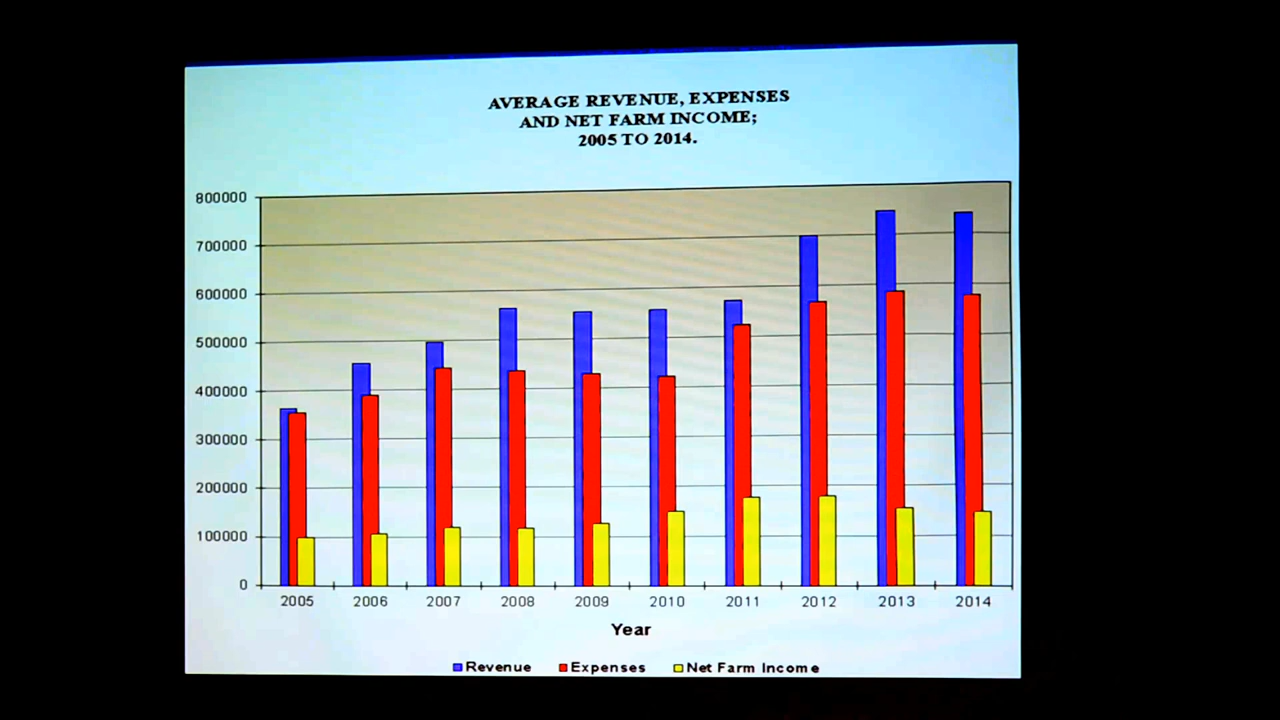 AVERAGE REVENUE, EXPENSES
AND NET FARM INCOME;
2005 TO 2014.
800000
700000
600000
500000
400000
300000
200000
100000
0
2005 2006 2007 2008 2009 2010 2011 2012 2013 2014
Year
Revenue Expenses Net Farm Income